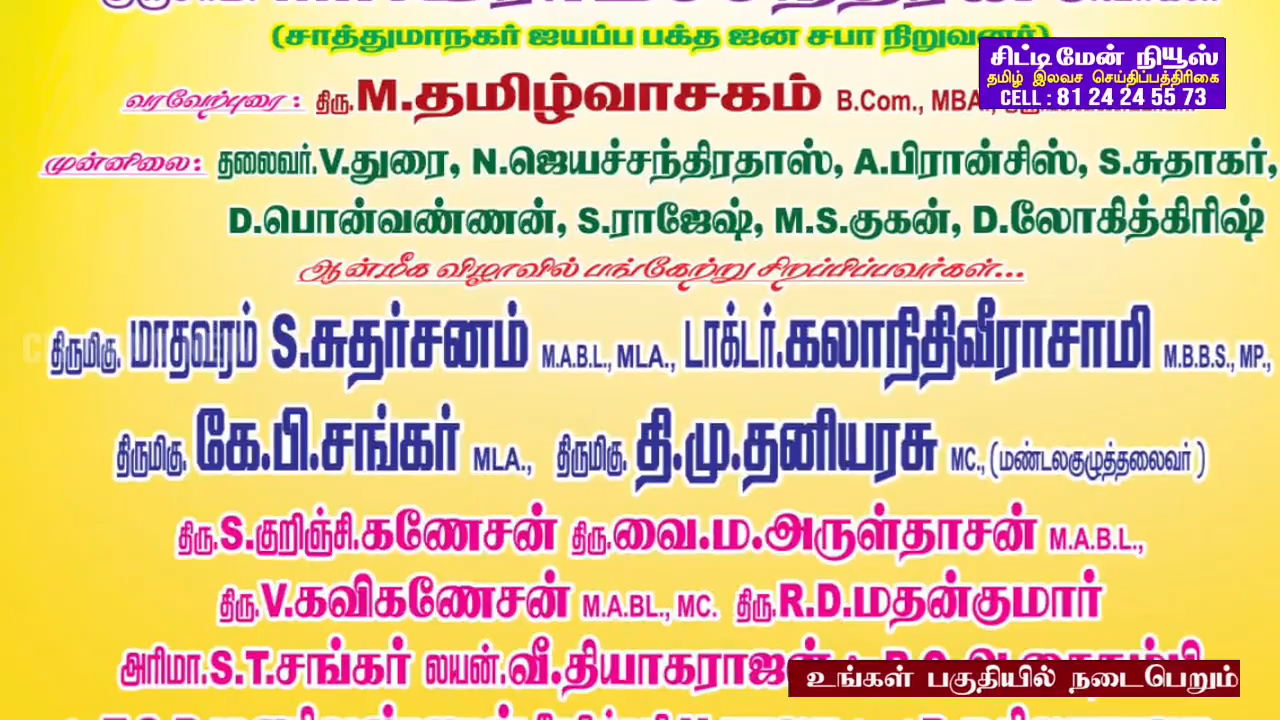 (சாத்துமாநகர் ஐயப்ப பக்த ஜன சபா நிறுவனர்)
சிட்டி மேன் நியூஸ்
தமிழ் இலவச செய்திப்பத்திரிகை
CELL : 81 24 24 55 73
வரவேற்புரை : திரு. M.தமிழ்வாசகம் B.Com., MBA.,
முன்னிலை : தலைவர்.V.துரை, N.ஜெயச்சந்திரதாஸ், A.பிரான்சிஸ், S.சுதாகர்,
D.பொன்வண்ணன், S.ராஜேஷ், M.S.குகன், D.லோகித்கிரிஷ்
ஆன்மீக விழாவில் பங்கேற்று சிறப்பிப்பவர்கள்...
திருமிகு. மாதவரம் S.சுதர்சனம் M.A.B.L., MLA., டாக்டர்.கலாநிதிவீராசாமி M.B.B.S., MP.,
திருமிகு. கே.பி.சங்கர் MLA., திருமிகு. தி.மு.தனியரசு MC., (மண்டலகுழுத்தலைவர் )
திரு.S.குறிஞ்சி.கணேசன் திரு.வை.ம.அருள்தாசன் M.A.B.L.,
திரு.V.கவிகணேசன் M.A.BL., MC. திரு.R.D.மதன்குமார்
அரிமா.S.T.சங்கர் லயன்.வீ.தியாகராஜன்
உங்கள் பகுதியில் நடைபெறும்